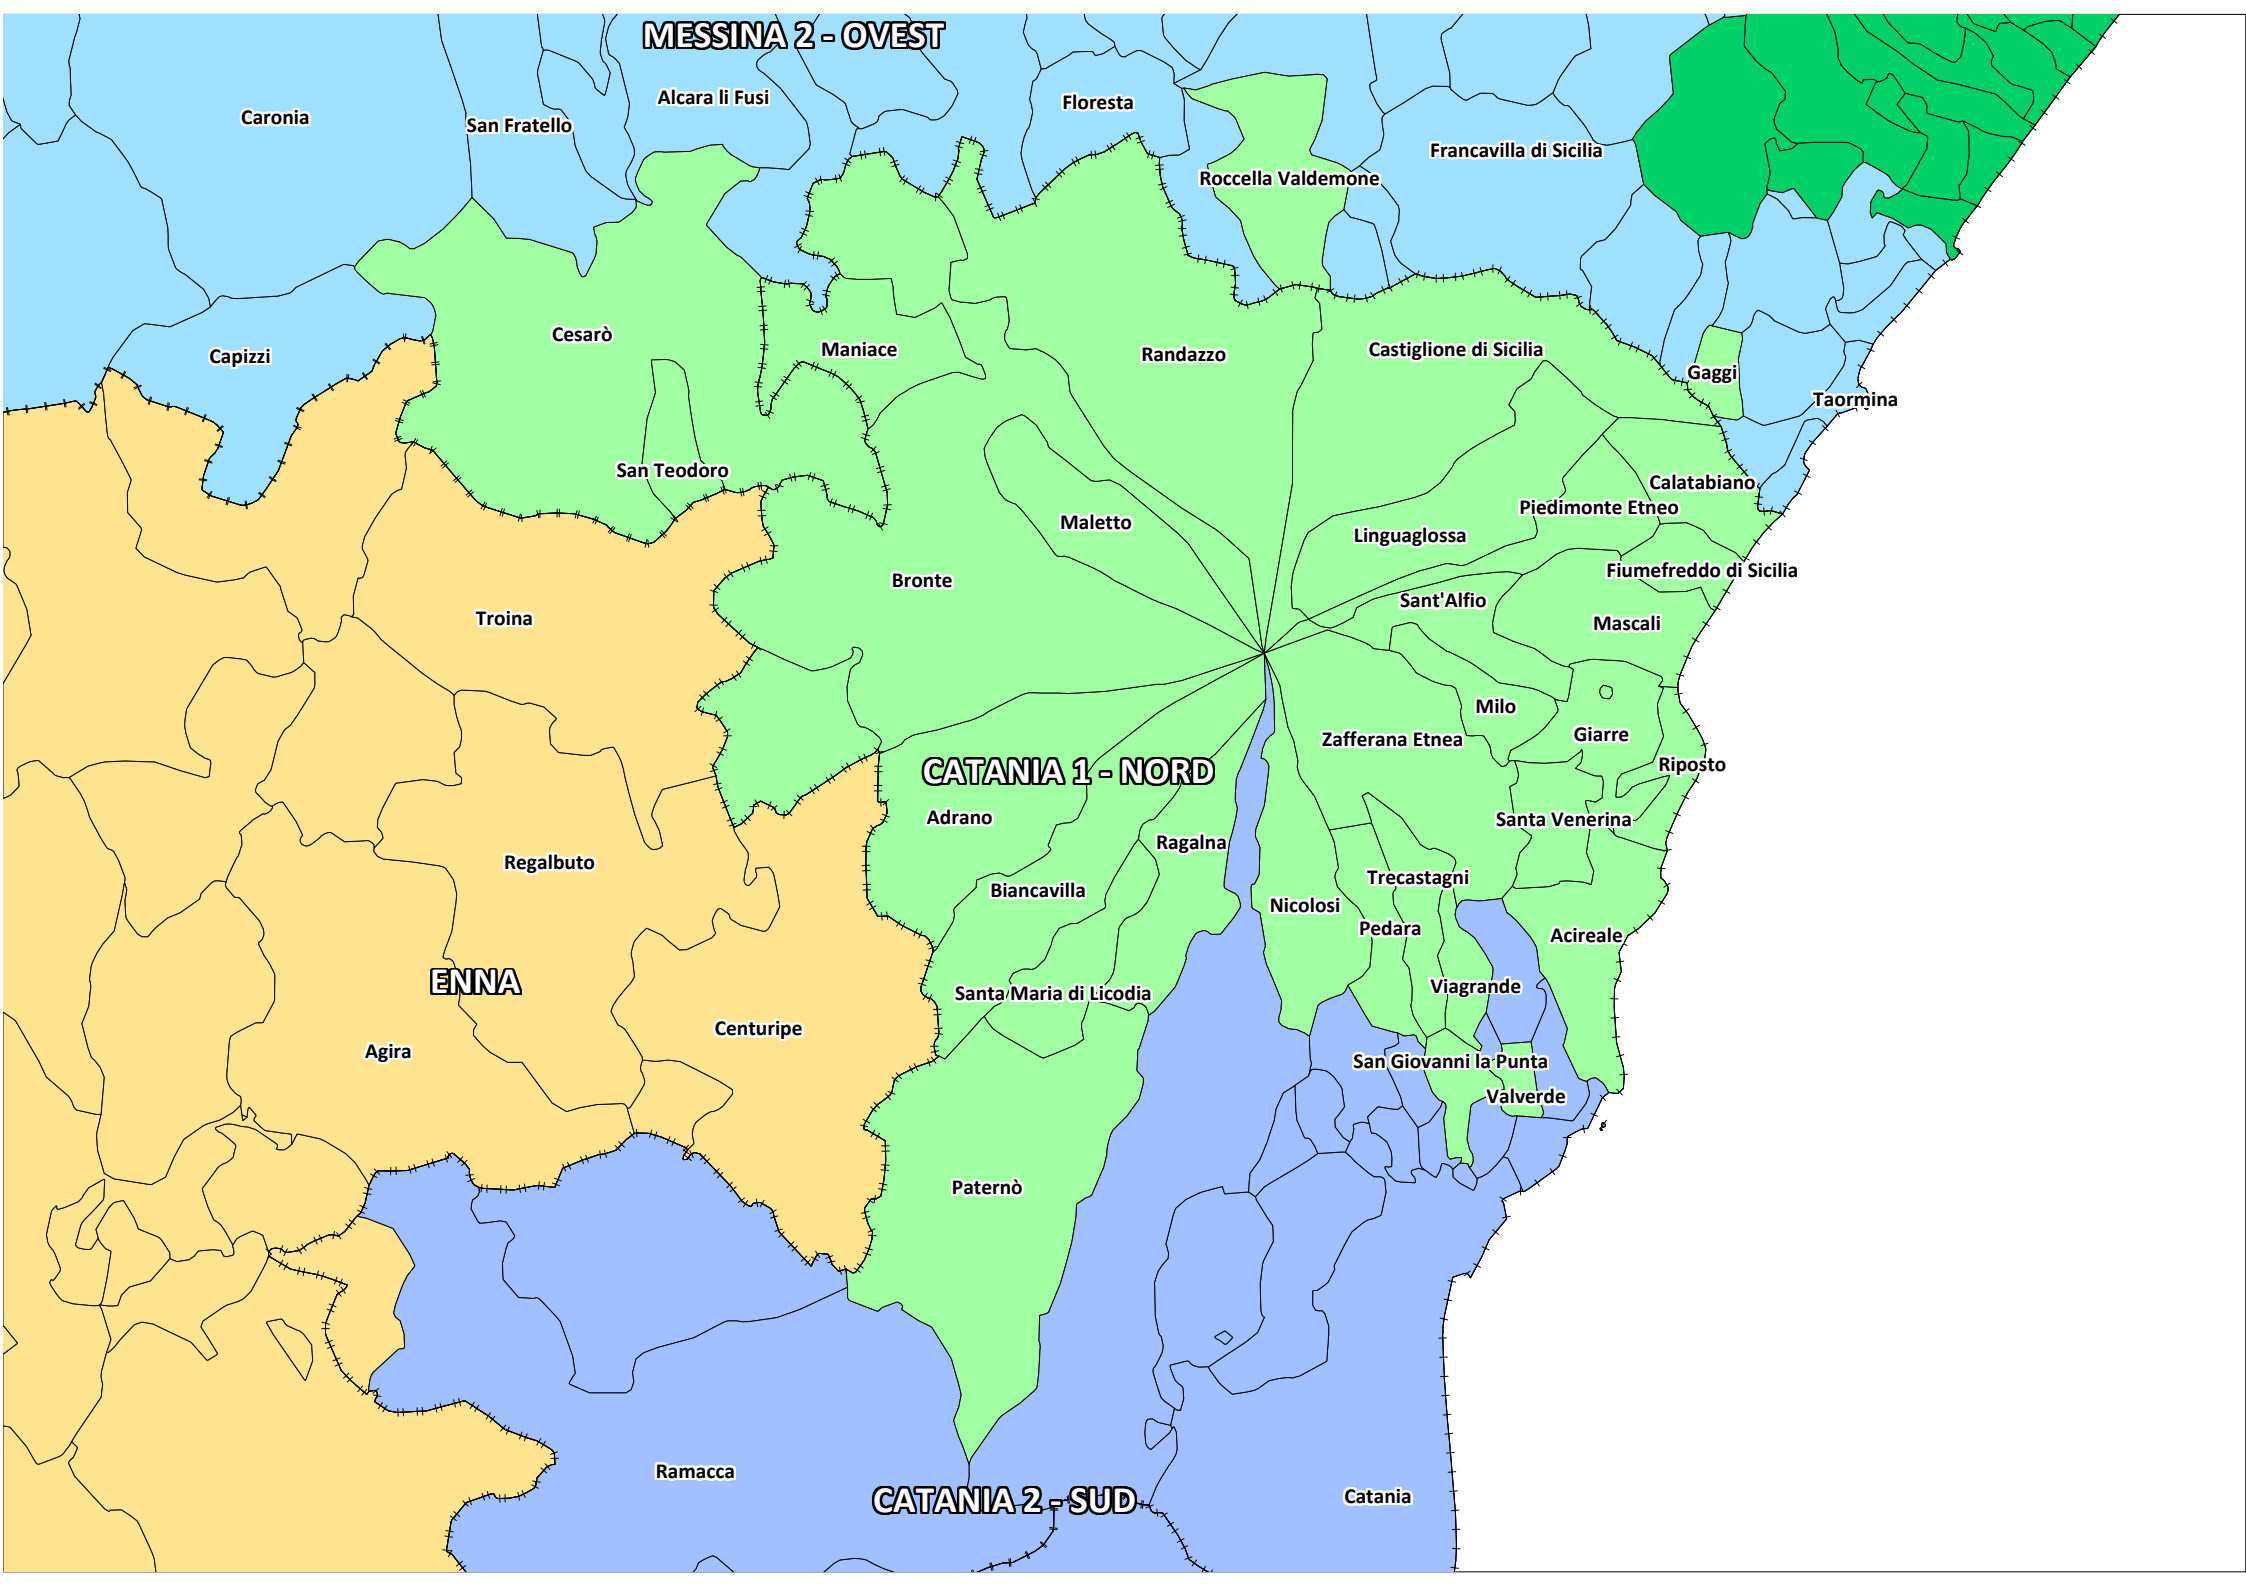 MESSINA 2 - OVEST
Alcara li Fusi
Floresta
Caronia
San Fratello
Francavilla di Sicilia
Roccella Valdemone
Cesarò
Capizzi
Maniace
Randazzo
Castiglione di Sicilia
Gaggi
Taormina
San Teodoro
Calatabiano
Piedimonte Etneo
Maletto
Linguaglossa
Bronte
Fiumefreddo di Sicilia
Sant'Alfio
Troina
Mascali
Milo
Giarre
Zafferana Etnea
Riposto
CATANIA 1 - NORD
Adrano
Santa Venerina
Ragalna
Regalbuto
Trecastagni
Biancavilla
Nicolosi
Pedara
Acireale
ENNA
Viagrande
Santa Maria di Licodia
Centuripe
Agira
San Giovanni la Punta
Valverde
Paternò
Ramacca
CATANIA 2 - SUD
Catania